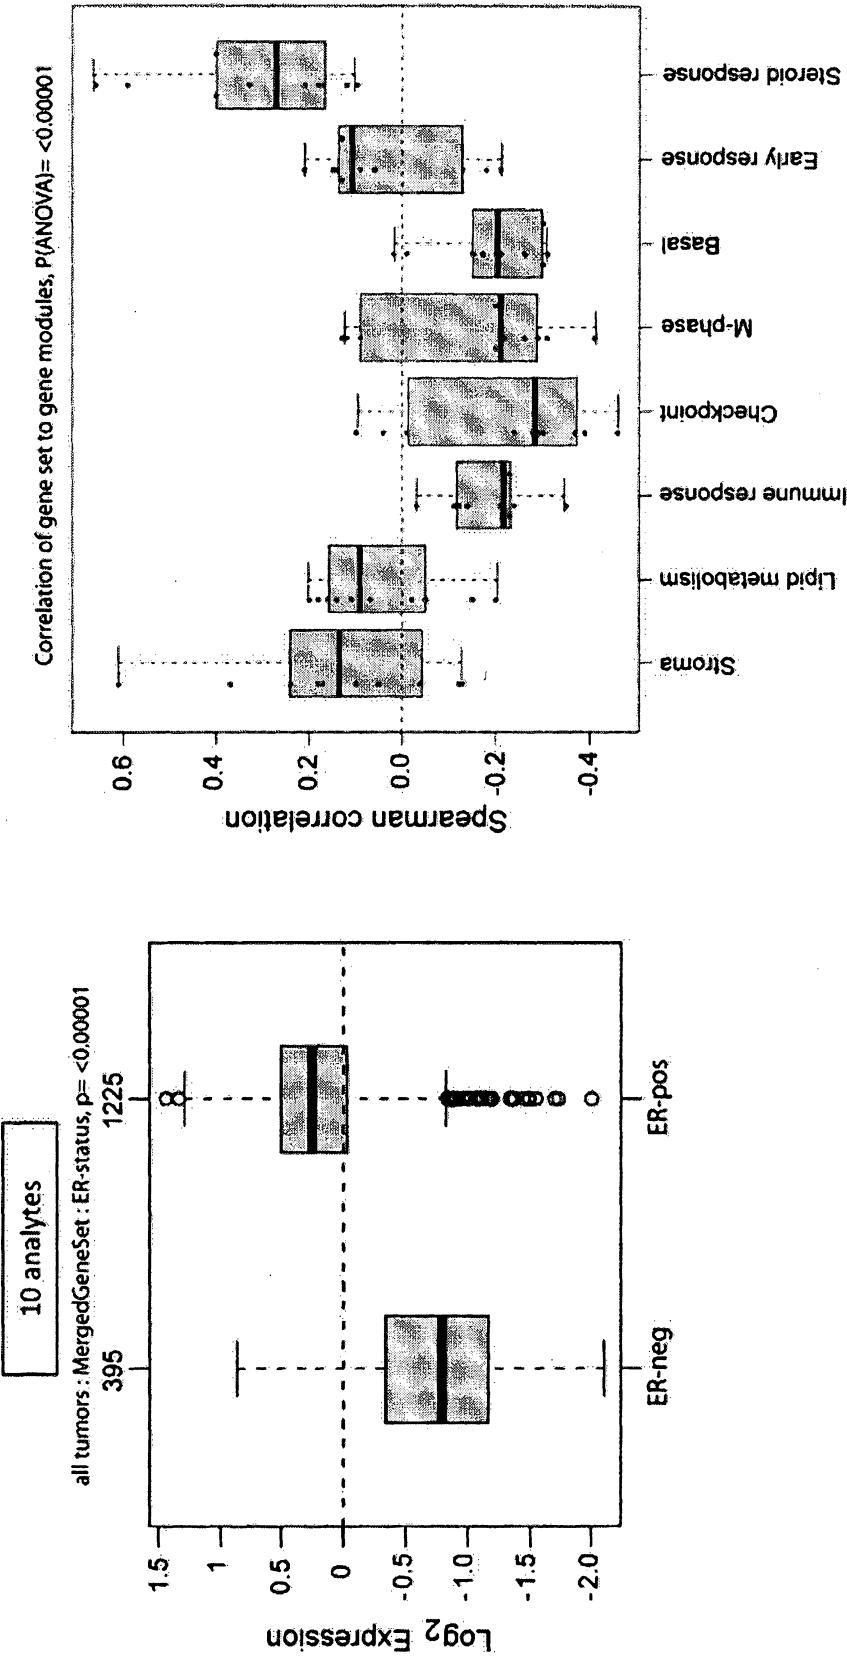 10 analytes
all tumors : MergedGeneSet : ER-status, p= <0.00001
395 1225
1.5
1
0.5
0
-0.5
-1.0
-1.5
-2.0
Log2 Expression
ER-neg ER-pos
Correlation of gene set to gene modules, P(ANOVA)= <0.00001
0.6
0.4
0.2
0.0
-0.2
-0.4
Spearman correlation
Stroma
Lipid metabolism
Immune response
Checkpoint
M-phase
Basal
Early response
Steroid response